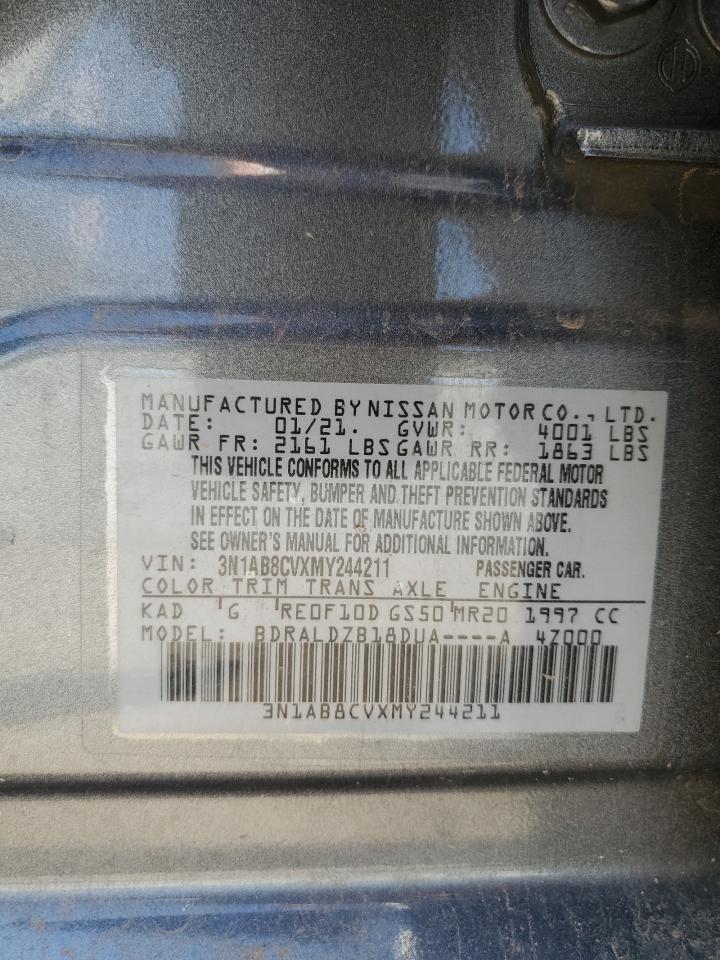 MANUFACTURED BY NISSAN MOTOR CO., LTD.
DATE: 01/21. GVWR: 4001 LBS
GAWR FR: 2161 LBS GAWR RR: 1863 LBS
THIS VEHICLE CONFORMS TO ALL APPLICABLE FEDERAL MOTOR
VEHICLE SAFETY, BUMPER AND THEFT PREVENTION STANDARDS
IN EFFECT ON THE DATE OF MANUFACTURE SHOWN ABOVE.
SEE OWNER'S MANUAL FOR ADDITIONAL INFORMATION.
VIN: 3N1AB8CVXMY244211 PASSENGER CAR.
COLOR TRIM TRANS AXLE ENGINE
KAD G RE0F10D GS50 MR20 1997 CC
MODEL: BDRALDZB18DUA----A 4Z000
3N1AB8CVXMY244211